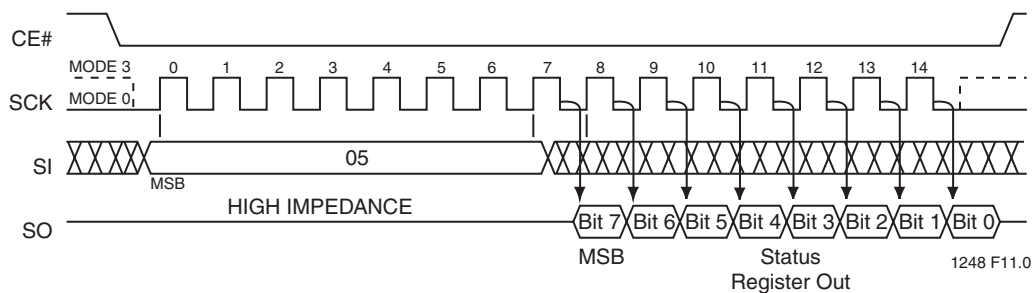 CE#
MODE 3
0 1 2 3 4 5 6 7 8 9 10 11 12 13 14
SCK
MODE 0
SI
05
MSB
HIGH IMPEDANCE
SO
Bit 7 Bit 6 Bit 5 Bit 4 Bit 3 Bit 2 Bit 1 Bit 0
MSB
Status
Register Out
1248 F11.0